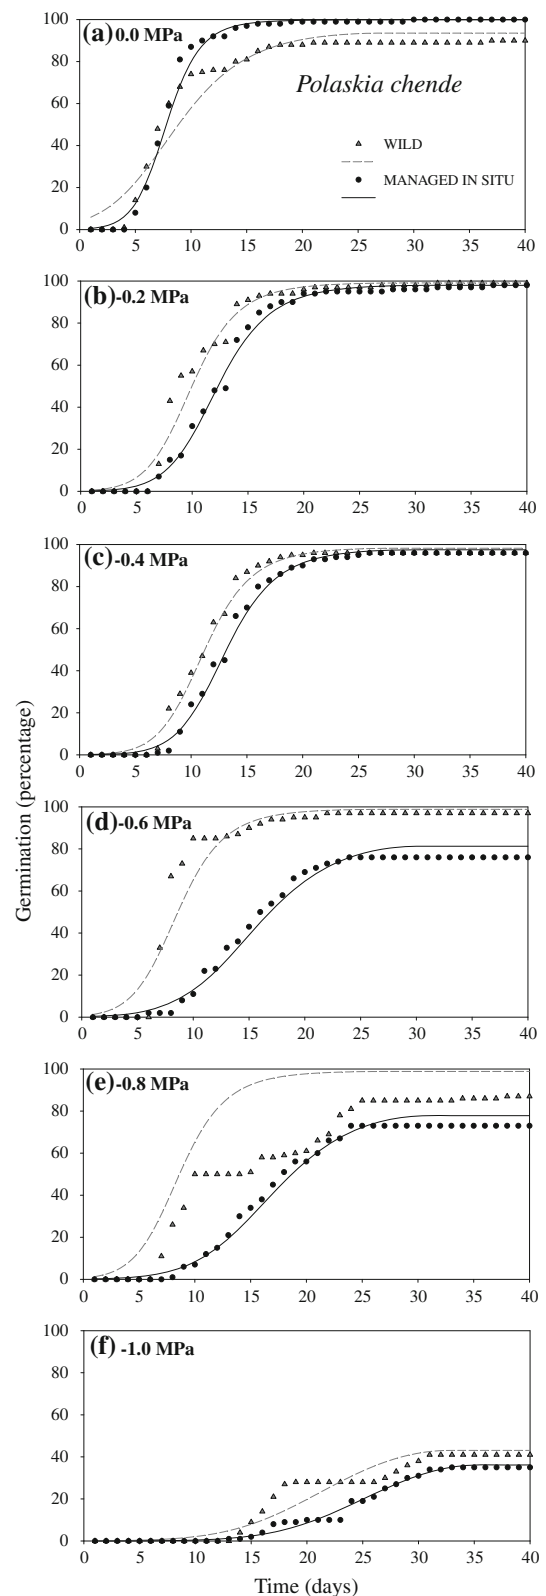 (a) 0.0 MPa
Polaskia chende
WILD
MANAGED IN SITU
100
80
60
40
20
0
0 5 10 15 20 25 30 35 40
(b) -0.2 MPa
100
80
60
40
20
0
0 5 10 15 20 25 30 35 40
(c) -0.4 MPa
100
80
60
40
20
0
0 5 10 15 20 25 30 35 40
Germination (percentage)
(d) -0.6 MPa
100
80
60
40
20
0
0 5 10 15 20 25 30 35 40
(e) -0.8 MPa
100
80
60
40
20
0
0 5 10 15 20 25 30 35 40
(f) -1.0 MPa
100
80
60
40
20
0
0 5 10 15 20 25 30 35 40
Time (days)